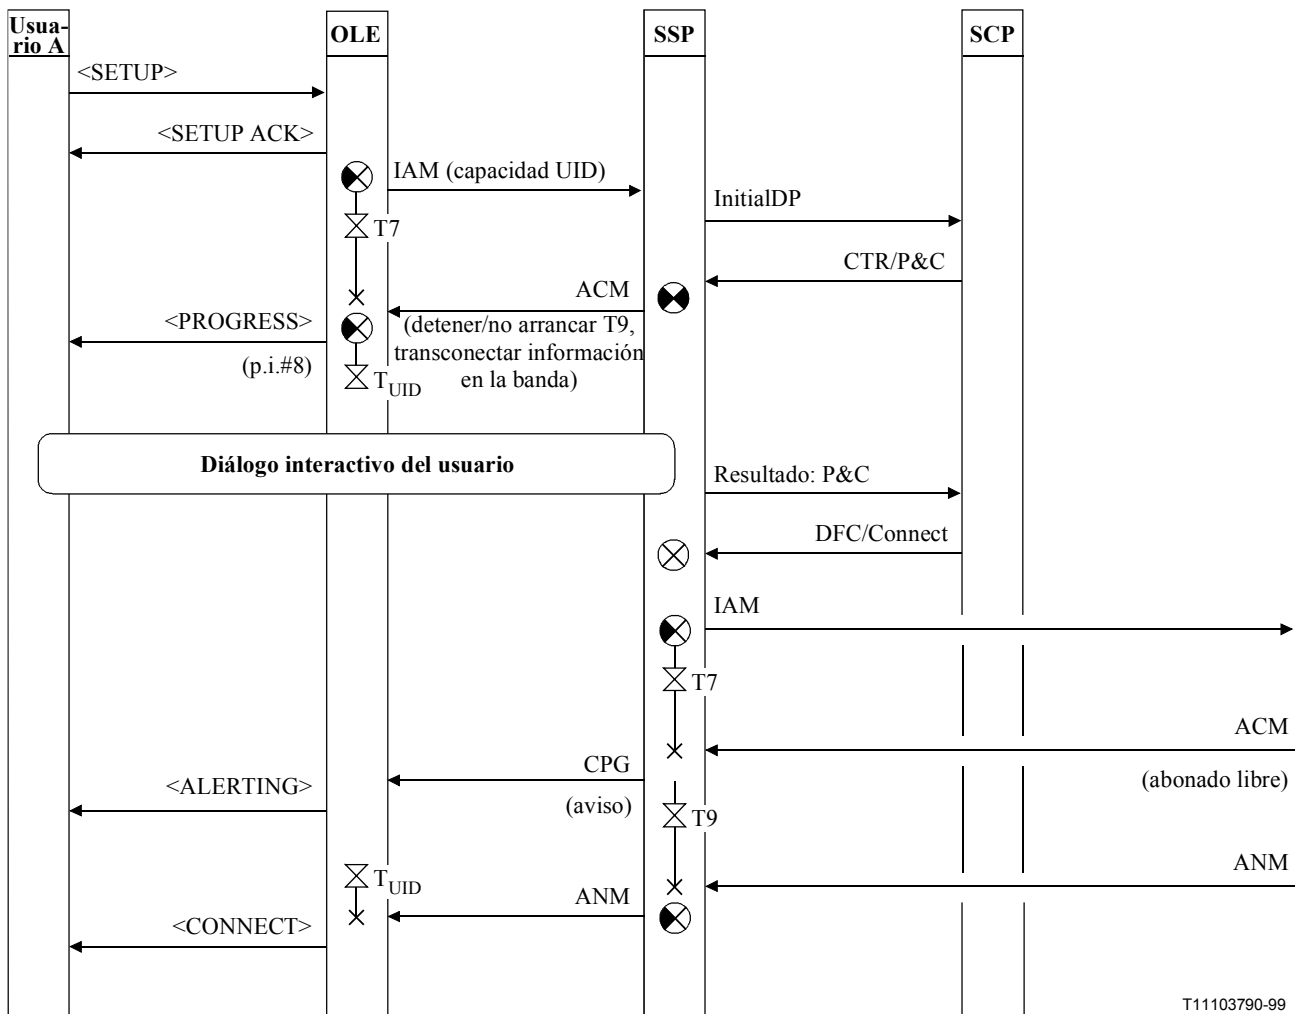 Usua-
rio A
OLE
SSP
SCP
<SETUP>
<SETUP ACK>
IAM (capacidad UID)
InitialDP
T7
CTR/P&C
ACM
<PROGRESS>
(detener/no arrancar T9,
transconectar información
en la banda)
(p.i.#8)
TUID
Diálogo interactivo del usuario
Resultado: P&C
DFC/Connect
IAM
T7
ACM
(abonado libre)
CPG
<ALERTING>
(aviso)
T9
ANM
TUID
ANM
<CONNECT>
T11103790-99